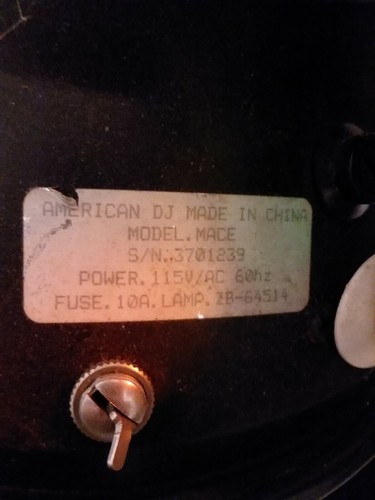 AMERICAN DJ MADE IN CHINA
MODEL.MACE
S/N.:3701239
POWER.115V/AC 60hz
FUSE.10A.LAMP.ZB-64514